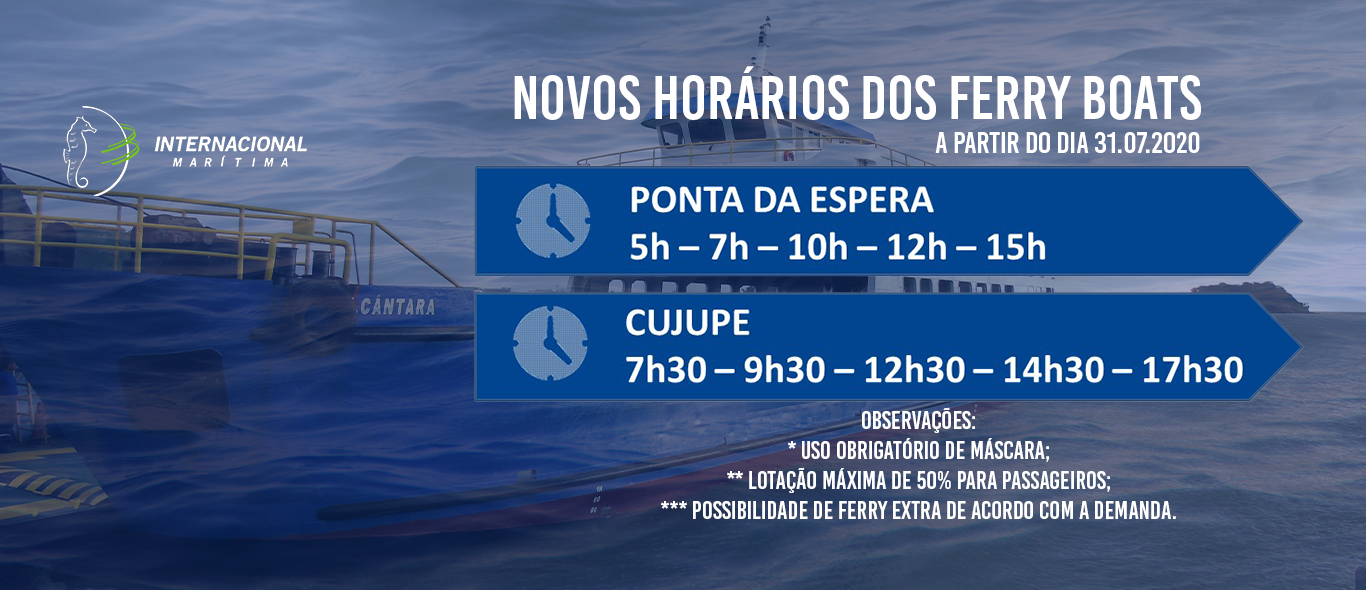 INTERNACIONAL
MARÍTIMA
NOVOS HORÁRIOS DOS FERRY BOATS
A PARTIR DO DIA 31.07.2020
PONTA DA ESPERA
5h – 7h – 10h – 12h – 15h
CÂNTARA
CUJUPE
7h30 – 9h30 – 12h30 – 14h30 – 17h30
OBSERVAÇÕES:
* USO OBRIGATÓRIO DE MÁSCARA;
** LOTAÇÃO MÁXIMA DE 50% PARA PASSAGEIROS;
*** POSSIBILIDADE DE FERRY EXTRA DE ACORDO COM A DEMANDA.